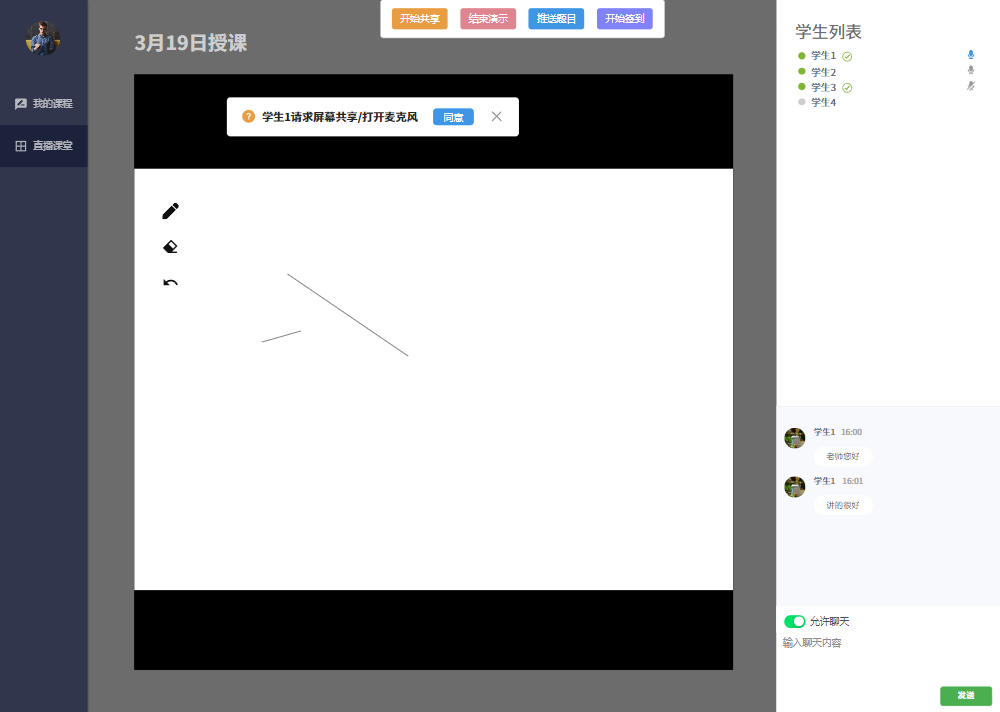 开始共享
结束演示
推送题目
开始签到
3月19日授课
我的课程
直播课堂
?
学生1请求屏幕共享/打开麦克风
同意
学生列表
学生1
学生2
学生3
学生4
学生1 16:00
老师您好
学生1 16:01
讲的很好
允许聊天
输入聊天内容
发送